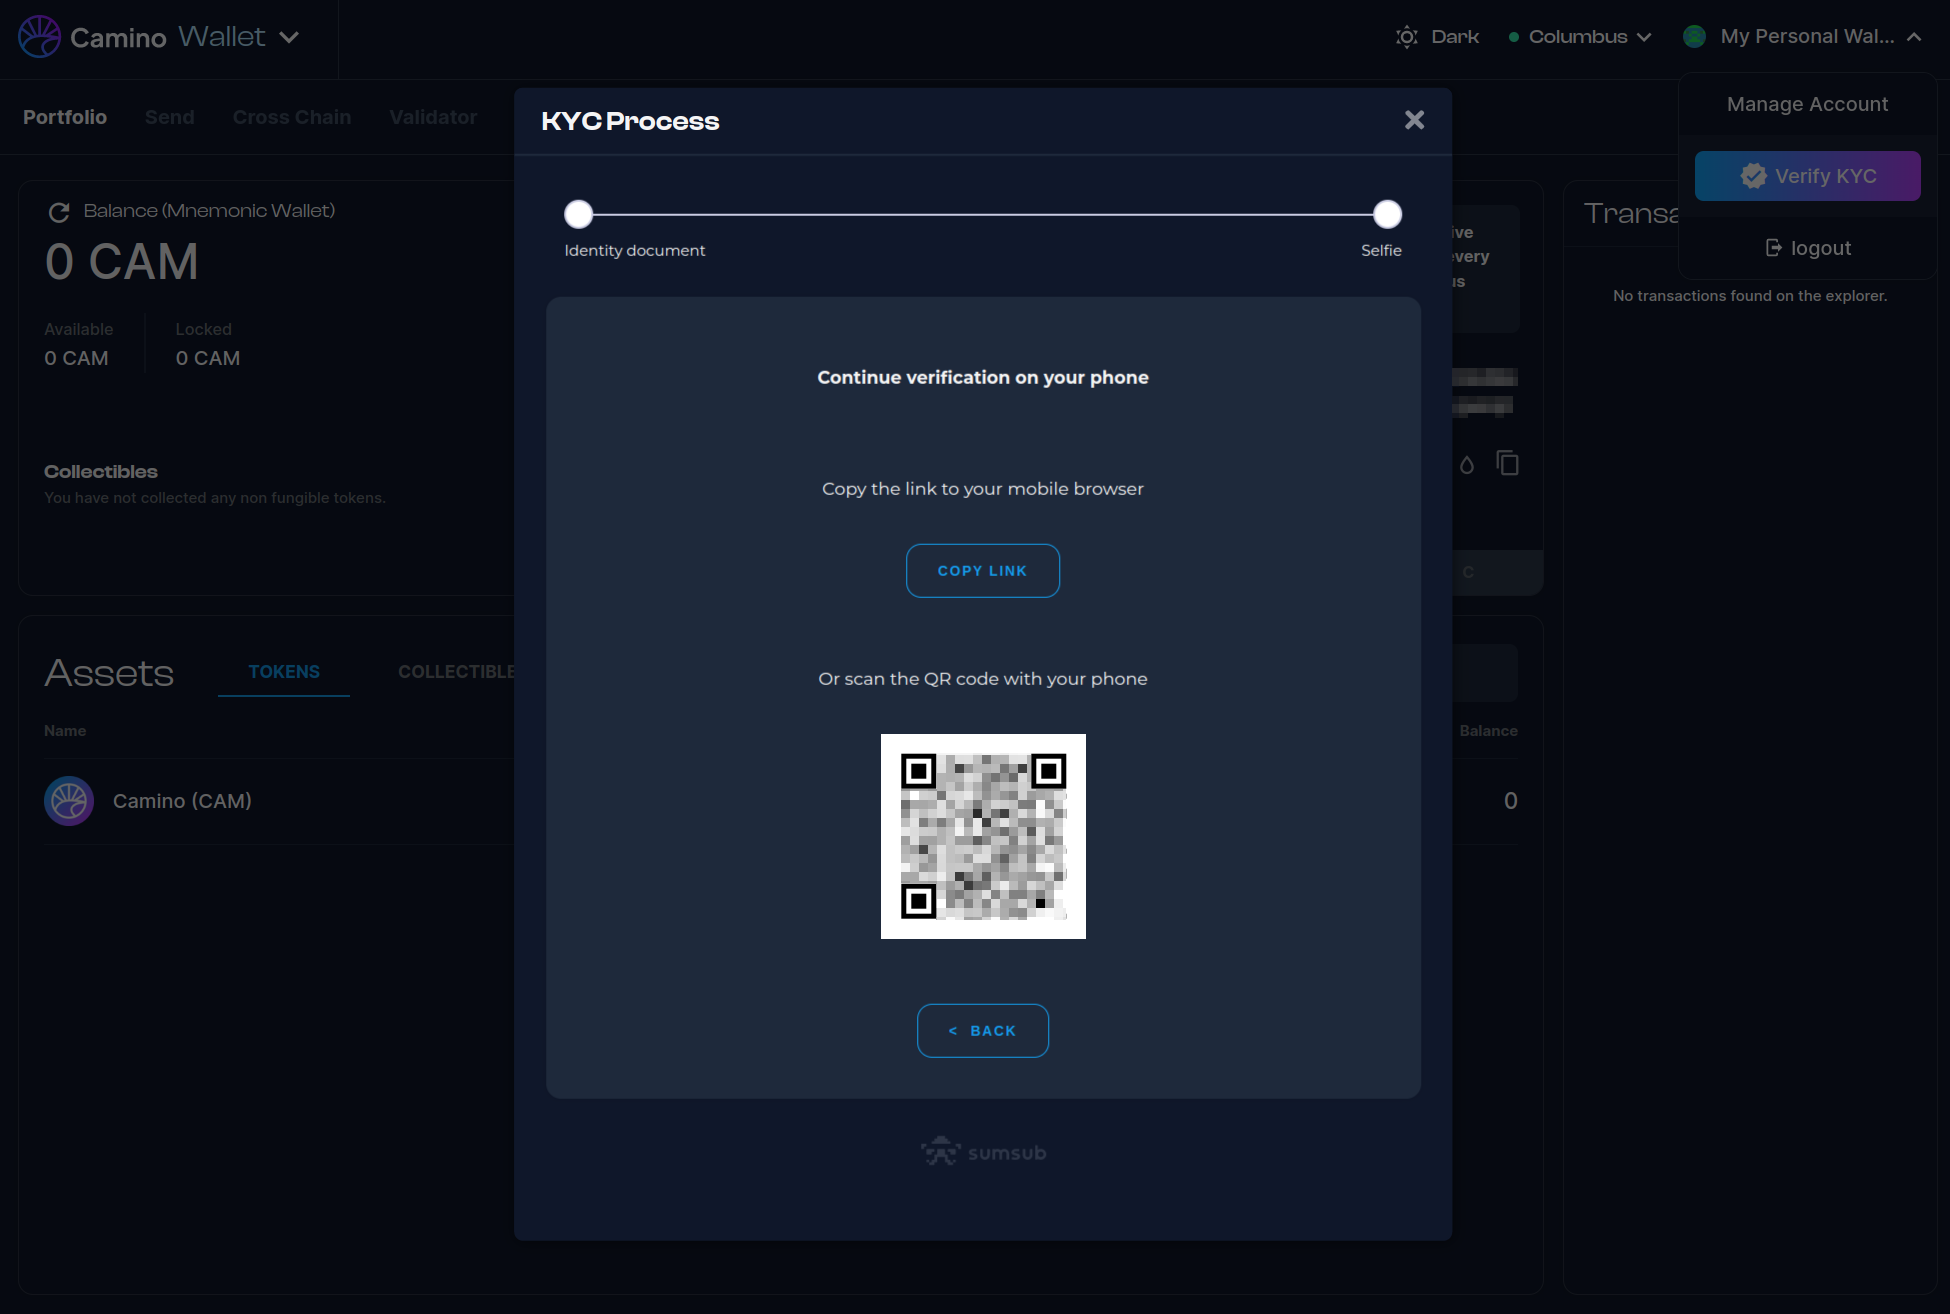 Camino Wallet
Dark
Columbus
My Personal Wal...
Portfolio
Send
Cross Chain
Validator
Manage Account
Verify KYC
logout
KYC Process
Identity document
Selfie
Continue verification on your phone
Copy the link to your mobile browser
COPY LINK
Or scan the QR code with your phone
< BACK
sumsub
Balance (Mnemonic Wallet)
0 CAM
Available
0 CAM
Locked
0 CAM
Collectibles
You have not collected any non fungible tokens.
ive
every
us
C
Transa
No transactions found on the explorer.
Assets
TOKENS
COLLECTIBLE
Name
Balance
Camino (CAM)
0